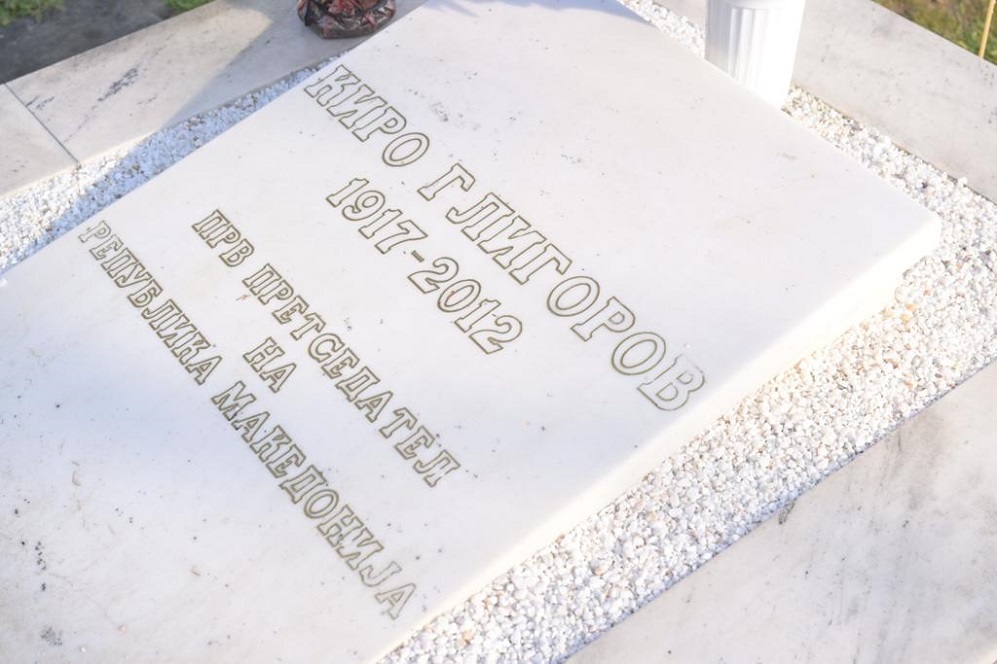 КИРО ГЛИГОРОВ
1917-2012
ПРВ ПРЕТСЕДАТЕЛ
НА
РЕПУБЛИКА МАКЕДОНИЈА